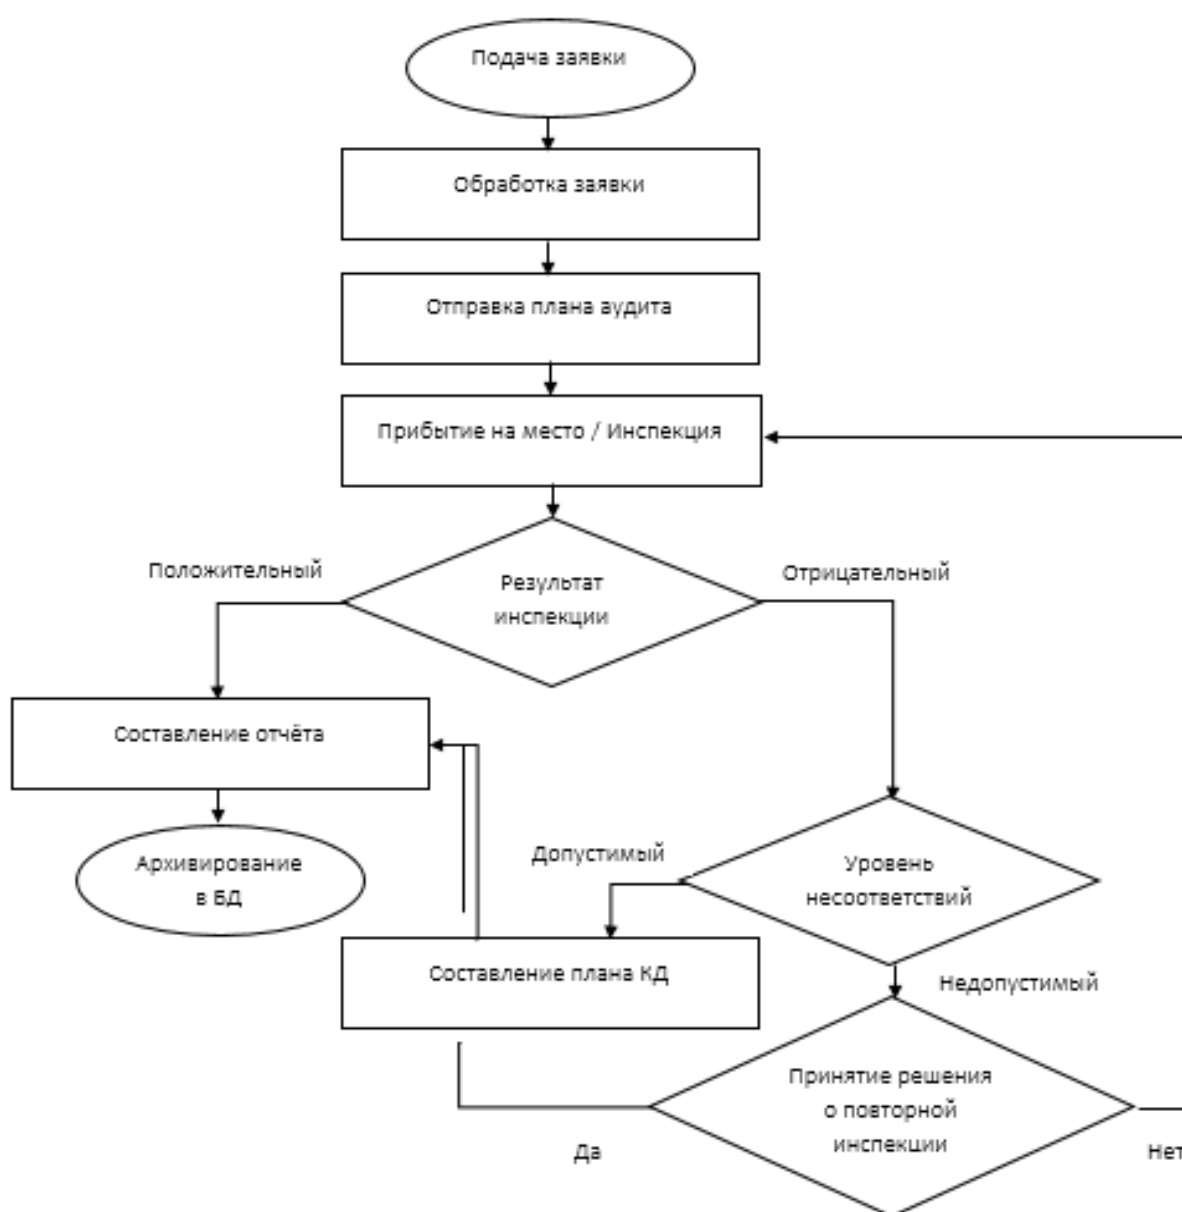 Подача заявки
Обработка заявки
Отправка плана аудита
Прибытие на место / Инспекция
Положительный
Результат
инспекции
Отрицательный
Составление отчёта
Архивирование
в БД
Допустимый
Уровень
несоответствий
Составление плана КД
Недопустимый
Принятие решения
о повторной
инспекции
Да
Нет